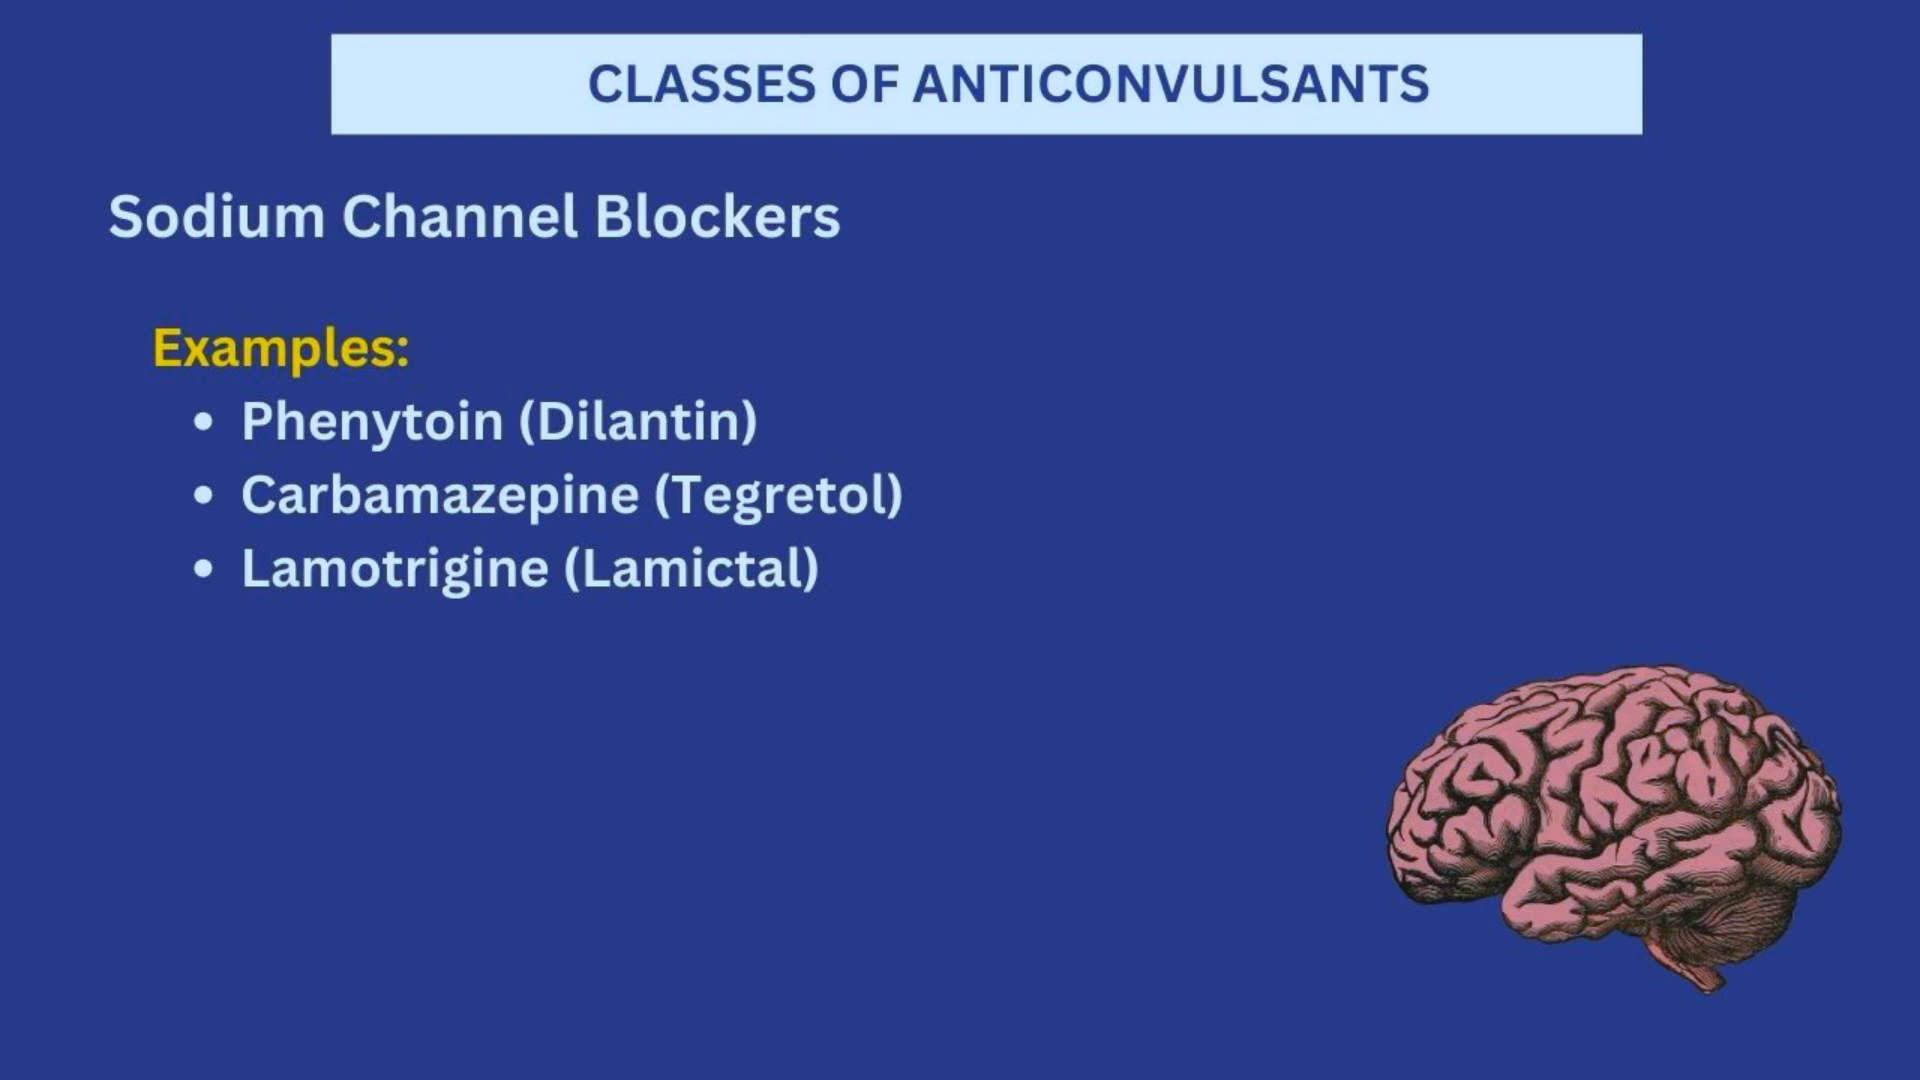 CLASSES OF ANTICONVULSANTS
Sodium Channel Blockers
Examples:
• Phenytoin (Dilantin)
• Carbamazepine (Tegretol)
• Lamotrigine (Lamictal)